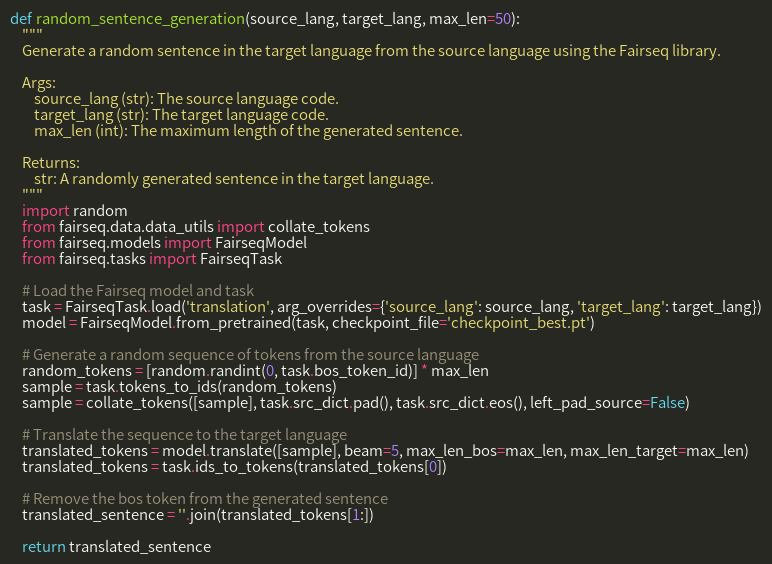 def random_sentence_generation(source_lang, target_lang, max_len=50):
    """
    Generate a random sentence in the target language from the source language using the Fairseq library.

    Args:
        source_lang (str): The source language code.
        target_lang (str): The target language code.
        max_len (int): The maximum length of the generated sentence.

    Returns:
        str: A randomly generated sentence in the target language.
    """
    import random
    from fairseq.data.data_utils import collate_tokens
    from fairseq.models import FairseqModel
    from fairseq.tasks import FairseqTask

    # Load the Fairseq model and task
    task = FairseqTask.load('translation', arg_overrides={'source_lang': source_lang, 'target_lang': target_lang})
    model = FairseqModel.from_pretrained(task, checkpoint_file='checkpoint_best.pt')

    # Generate a random sequence of tokens from the source language
    random_tokens = [random.randint(0, task.bos_token_id)] * max_len
    sample = task.tokens_to_ids(random_tokens)
    sample = collate_tokens([sample], task.src_dict.pad(), task.src_dict.eos(), left_pad_source=False)

    # Translate the sequence to the target language
    translated_tokens = model.translate([sample], beam=5, max_len_bos=max_len, max_len_target=max_len)
    translated_tokens = task.ids_to_tokens(translated_tokens[0])

    # Remove the bos token from the generated sentence
    translated_sentence = ''.join(translated_tokens[1:])

    return translated_sentence